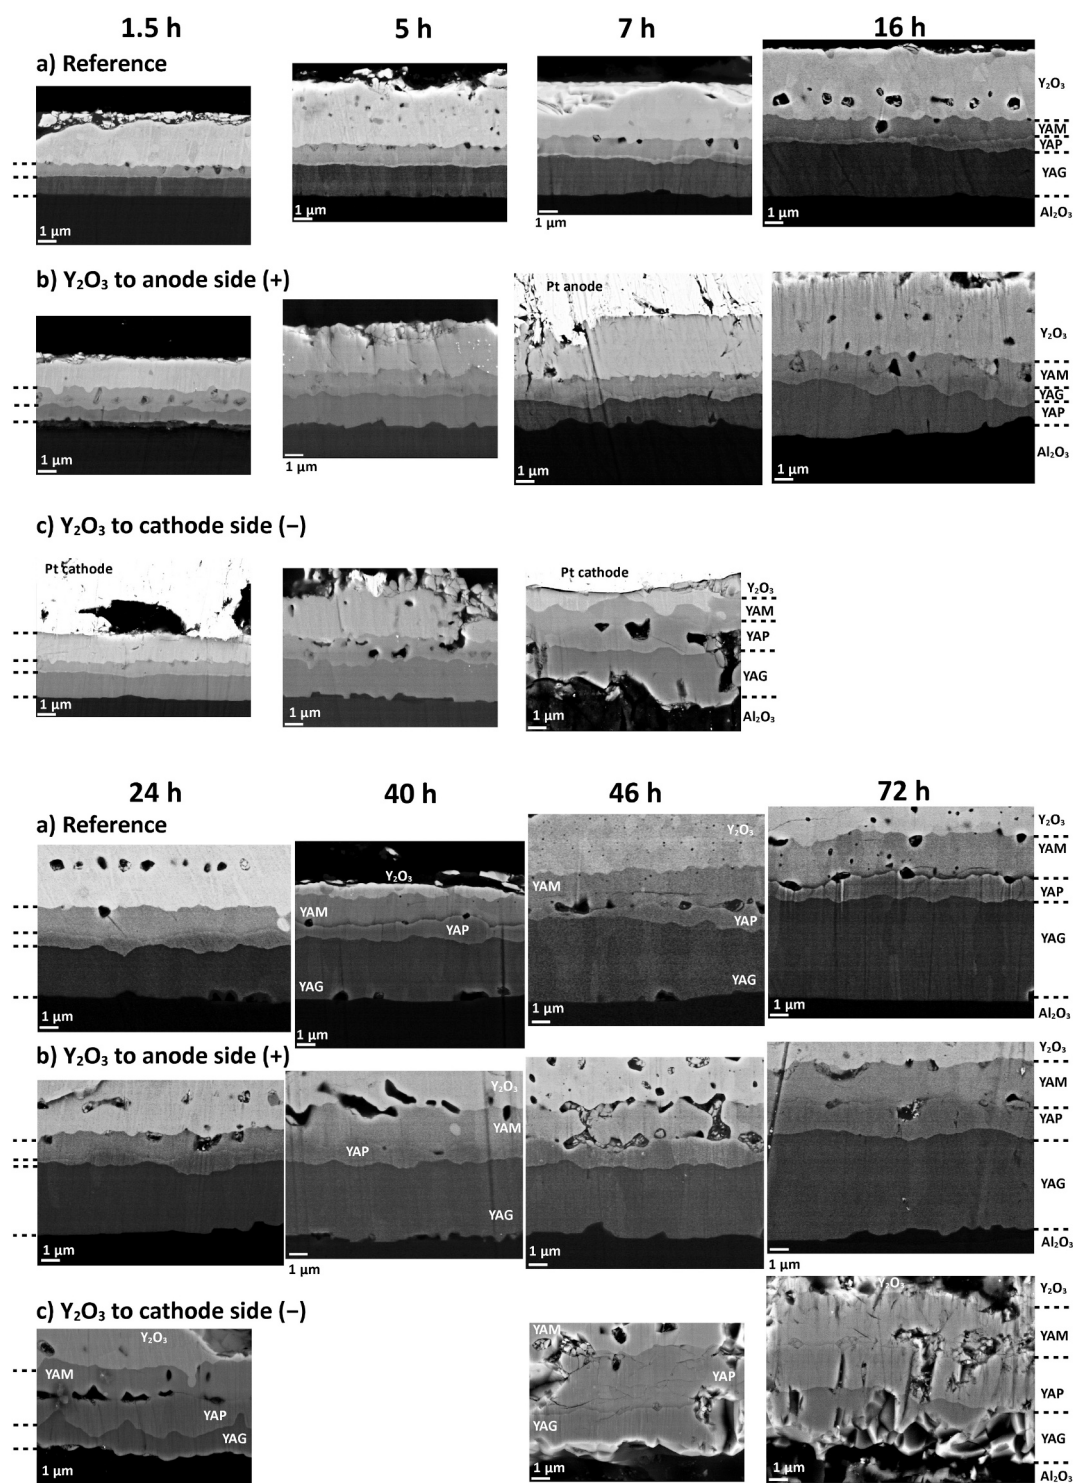 1.5 h 5 h 7 h 16 h
a) Reference
Y₂O₃
YAM
YAP
YAG
Al₂O₃
1 μm 1 μm 1 μm 1 μm
b) Y₂O₃ to anode side (+)
Pt anode
Y₂O₃
YAM
YAG
YAP
Al₂O₃
1 μm 1 μm 1 μm 1 μm
c) Y₂O₃ to cathode side (−)
Pt cathode Pt cathode
Y₂O₃
YAM
YAP
YAG
Al₂O₃
1 μm 1 μm 1 μm
24 h 40 h 46 h 72 h
a) Reference
Y₂O₃ Y₂O₃ Y₂O₃
YAM YAM YAM
YAP YAP YAP
YAG YAG YAG
Al₂O₃
1 μm 1 μm 1 μm 1 μm
b) Y₂O₃ to anode side (+)
Y₂O₃ Y₂O₃
YAM YAM
YAP YAP
YAG YAG
Al₂O₃
1 μm 1 μm 1 μm 1 μm
c) Y₂O₃ to cathode side (−)
Y₂O₃ Y₂O₃ Y₂O₃
YAM YAM YAM
YAP YAP YAP
YAG YAG YAG
Al₂O₃
1 μm 1 μm 1 μm